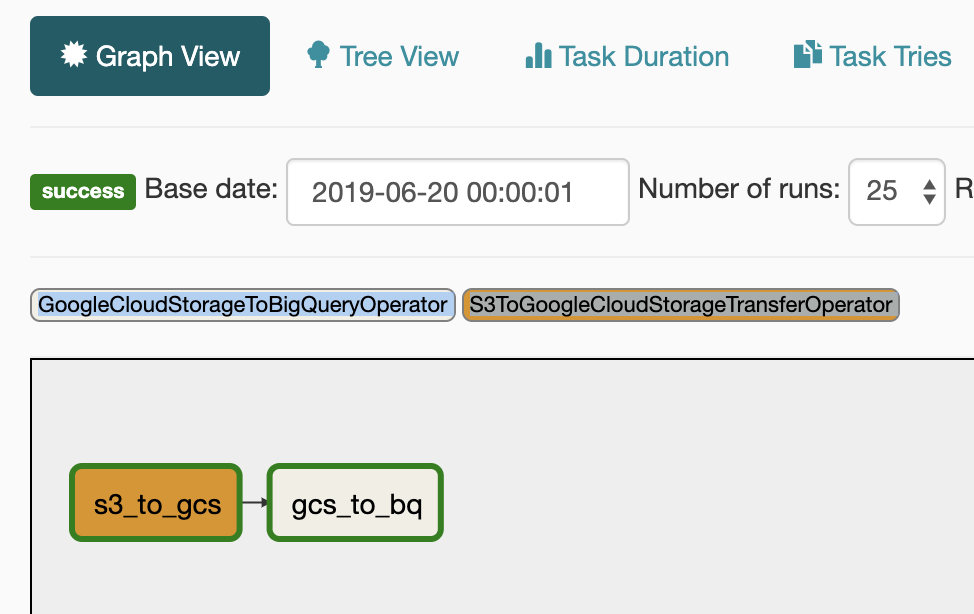 Graph View Tree View Task Duration Task Tries
success Base date: 2019-06-20 00:00:01 Number of runs: 25 R
GoogleCloudStorageToBigQueryOperator S3ToGoogleCloudStorageTransferOperator
s3_to_gcs gcs_to_bq